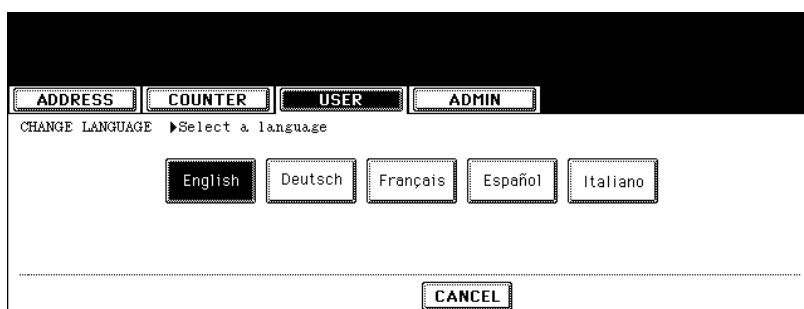 ADDRESS COUNTER USER ADMIN
CHANGE LANGUAGE ▶Select a language
English Deutsch Français Español Italiano
CANCEL